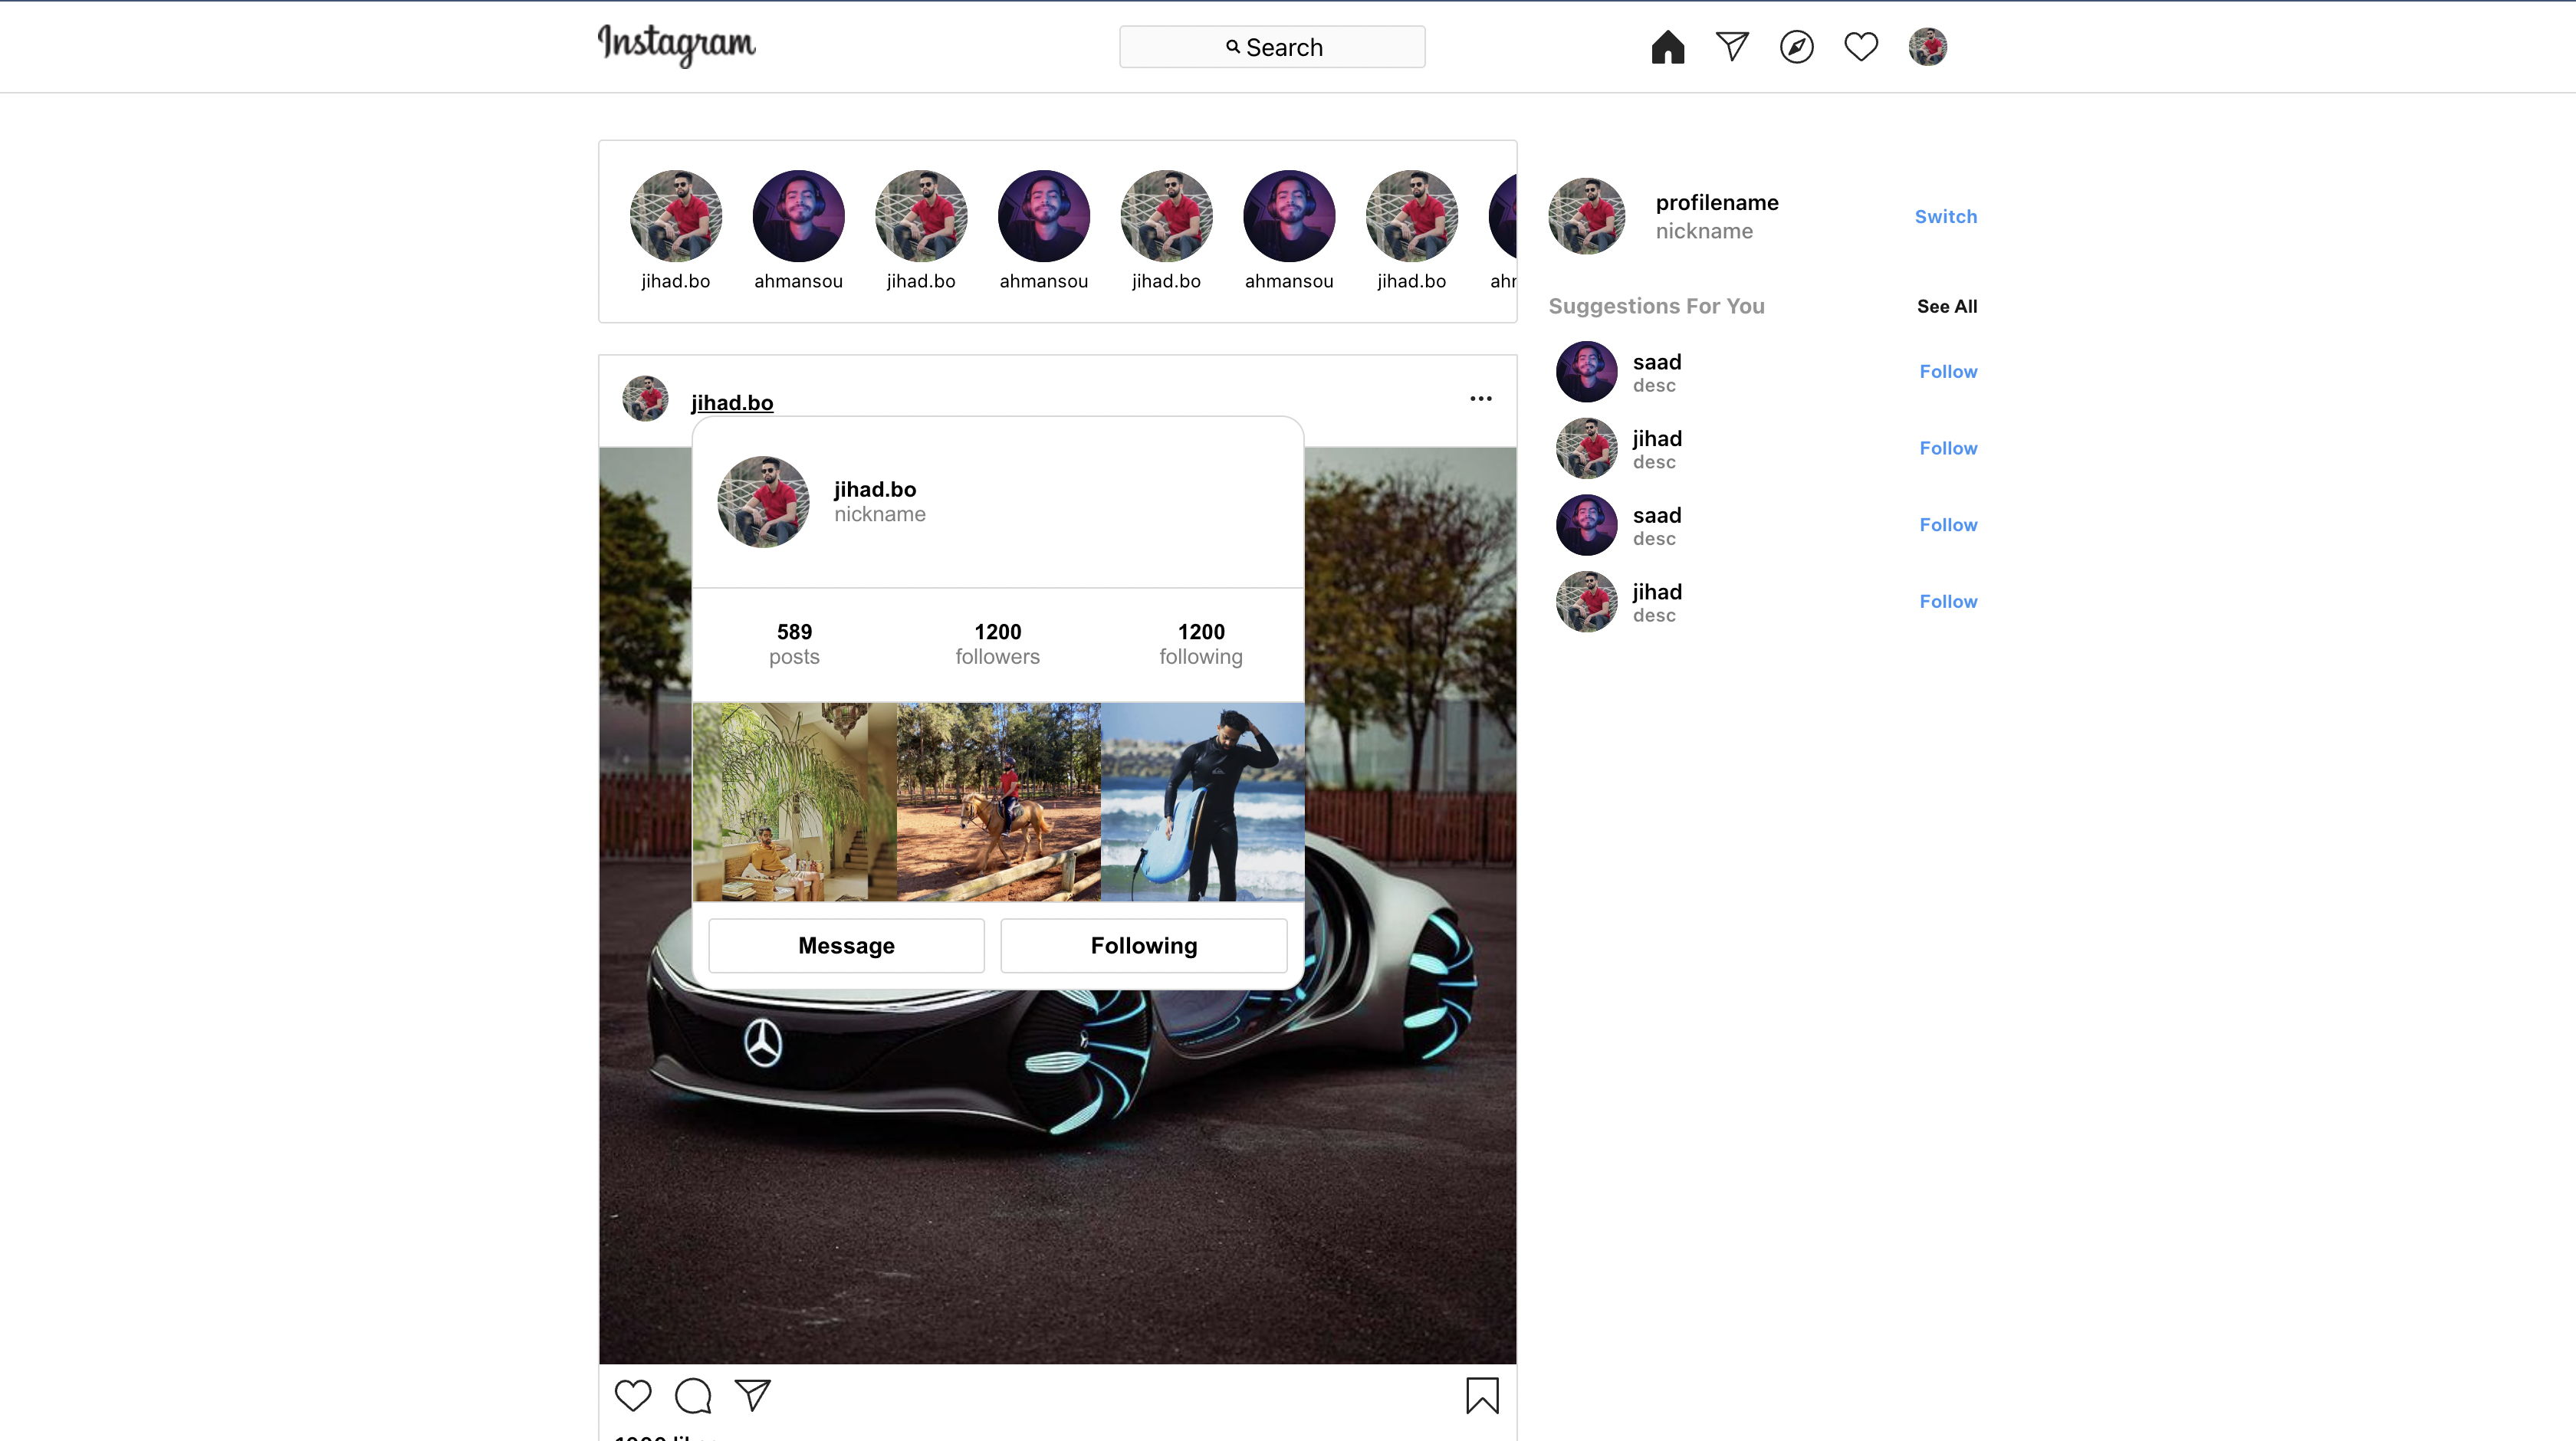 Instagram
Search
jihad.bo
ahmansou
jihad.bo
ahmansou
jihad.bo
ahmansou
jihad.bo
profilename
nickname
Switch
Suggestions For You
See All
saad
desc
Follow
jihad
desc
Follow
saad
desc
Follow
jihad
desc
Follow
jihad.bo
jihad.bo
nickname
589
posts
1200
followers
1200
following
Message
Following